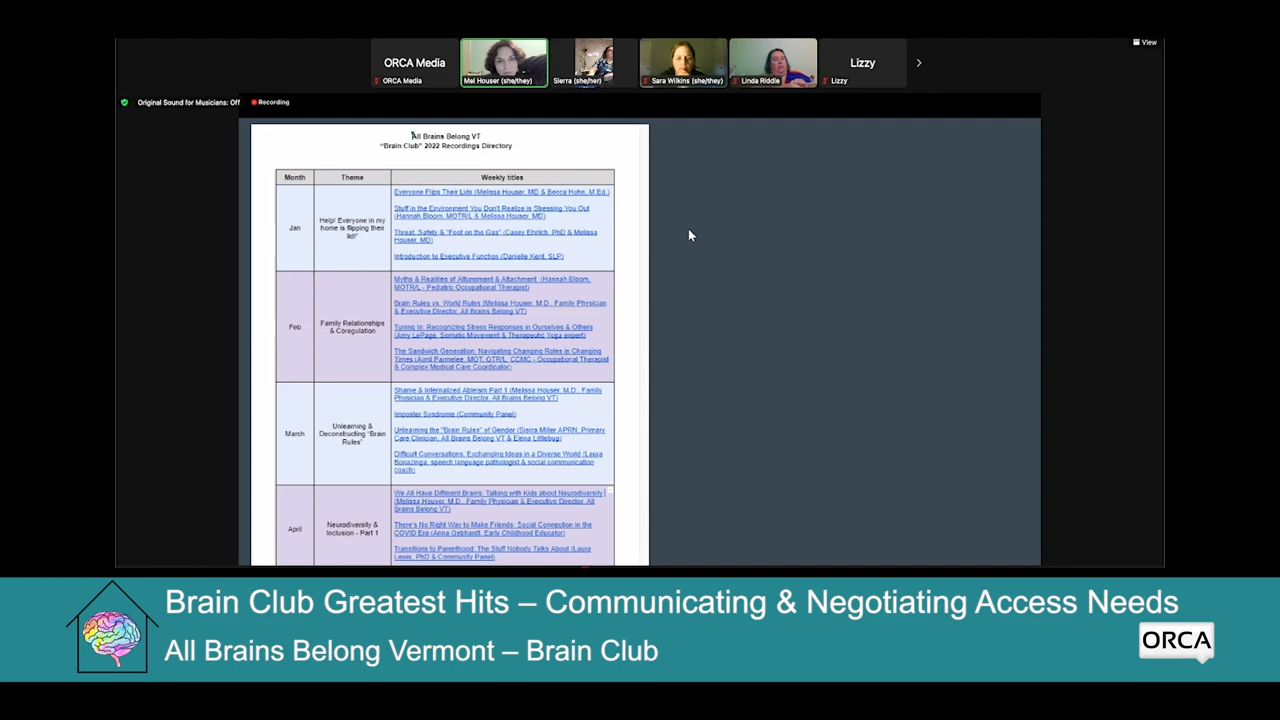 View
ORCA Media
Lizzy
ORCA Media
Mel Houser (she/they)
Sierra (she/her)
Sara Wilkins (she/they)
Linda Riddle
Lizzy
Original Sound for Musicians: Off
Recording
All Brains Belong VT
"Brain Club" 2022 Recordings Directory
Month
Theme
Weekly titles
Jan
Help! Everyone in my
home is flipping their
lid!"
Everyone Flips Their Lids (Melissa Houser, MD & Becca Hohn, M.Ed.)
Stuff in the Environment You Don't Realize is Stressing You Out
(Hannah Bloom, MOTR/L & Melissa Houser, MD)
Threat, Safety & "Foot on the Gas" (Casey Ehrlich, PhD & Melissa
Houser, MD)
Introduction to Executive Function (Danielle Kent, SLP)
Feb
Family Relationships
& Coregulation
Myths & Realities of Attunement & Attachment (Hannah Bloom,
MOTR/L - Pediatric Occupational Therapist)
Brain Rules vs. World Rules (Melissa Houser, M.D., Family Physician
& Executive Director, All Brains Belong VT)
Tuning In: Recognizing Stress Responses in Ourselves & Others
(Amy LePage, Somatic Movement & Therapeutic Yoga expert)
The Sandwich Generation: Navigating Changing Roles in Changing
Times (Aimil Parmelee, MOT, OTR/L, CCMC - Occupational Therapist
& Complex Medical Care Coordinator)
March
Unlearning &
Deconstructing "Brain
Rules"
Shame & Internalized Ableism Part 1 (Melissa Houser, M.D., Family
Physician & Executive Director, All Brains Belong VT)
Imposter Syndrome (Community Panel)
Unlearning the "Brain Rules" of Gender (Sierra Miller APRN, Primary
Care Clinician, All Brains Belong VT & Elena Littlebug)
Difficult Conversations: Exchanging Ideas in a Diverse World (Laura
Bonazinga, speech language pathologist & social communication
coach)
April
Neurodiversity &
Inclusion - Part 1
We All Have Different Brains: Talking with Kids about Neurodiversity
(Melissa Houser, M.D., Family Physician & Executive Director, All
Brains Belong VT)
There's No Right Way to Make Friends: Social Connection in the
COVID Era (Anna Gebhardt, Early Childhood Educator)
Transitions to Parenthood: The Stuff Nobody Talks About (Laura
Lewis, PhD & Community Panel)
Brain Club Greatest Hits – Communicating & Negotiating Access Needs
All Brains Belong Vermont – Brain Club
ORCA